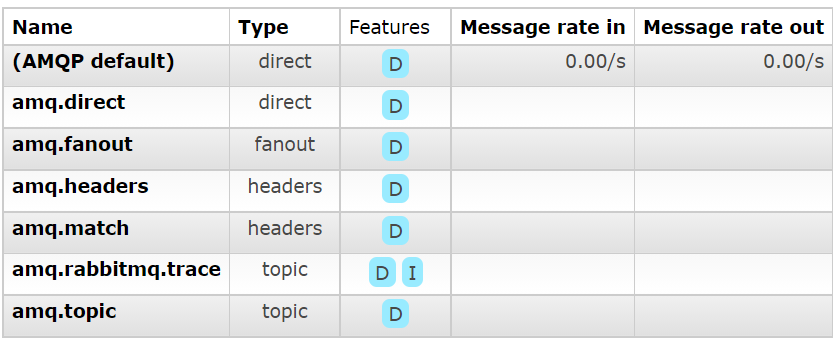 Name Type Features Message rate in Message rate out
(AMQP default) direct D 0.00/s 0.00/s
amq.direct direct D
amq.fanout fanout D
amq.headers headers D
amq.match headers D
amq.rabbitmq.trace topic D I
amq.topic topic D